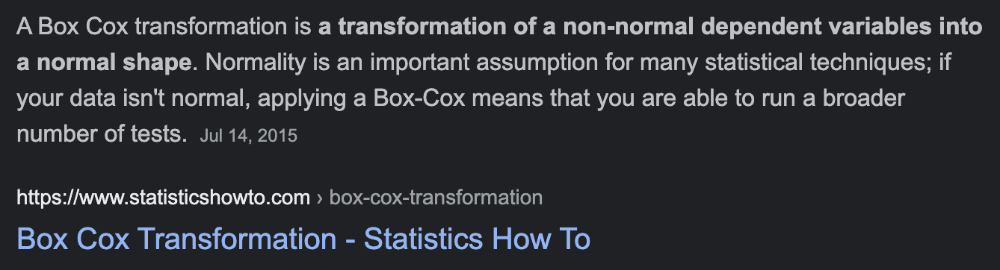 A Box Cox transformation is a transformation of a non-normal dependent variables into
a normal shape. Normality is an important assumption for many statistical techniques; if
your data isn't normal, applying a Box-Cox means that you are able to run a broader
number of tests. Jul 14, 2015
https://www.statisticshowto.com › box-cox-transformation
Box Cox Transformation - Statistics How To